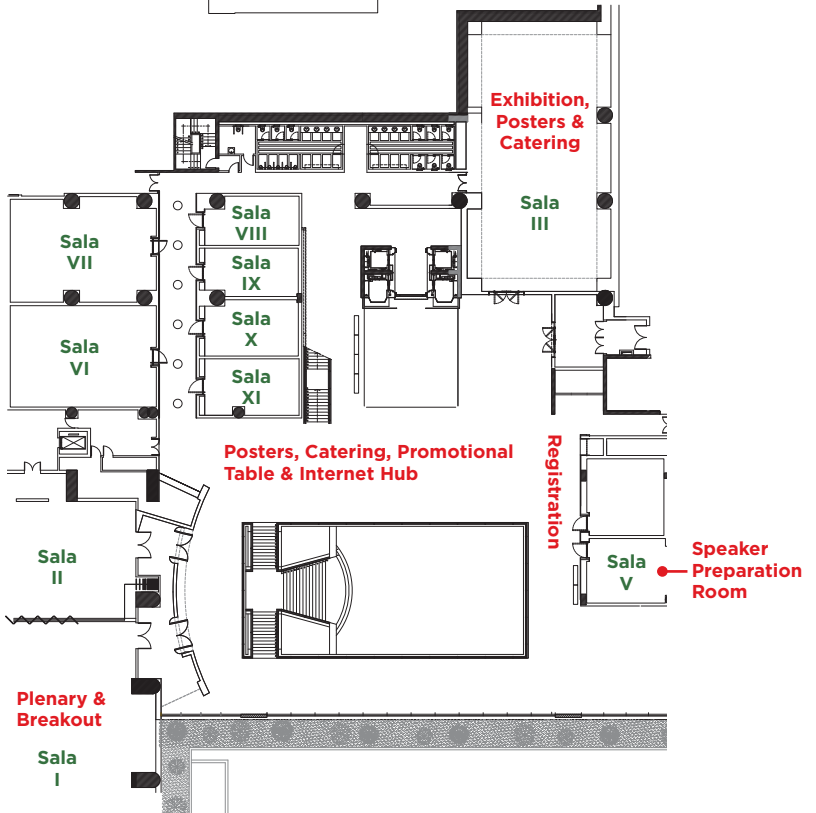 Exhibition,
Posters &
Catering
Sala
III
Sala
VIII
Sala
VII
Sala
IX
Sala
X
Sala
VI
Sala
XI
Posters, Catering, Promotional
Table & Internet Hub
Registration
Sala
II
Sala
V
Speaker
Preparation
Room
Plenary &
Breakout
Sala
I